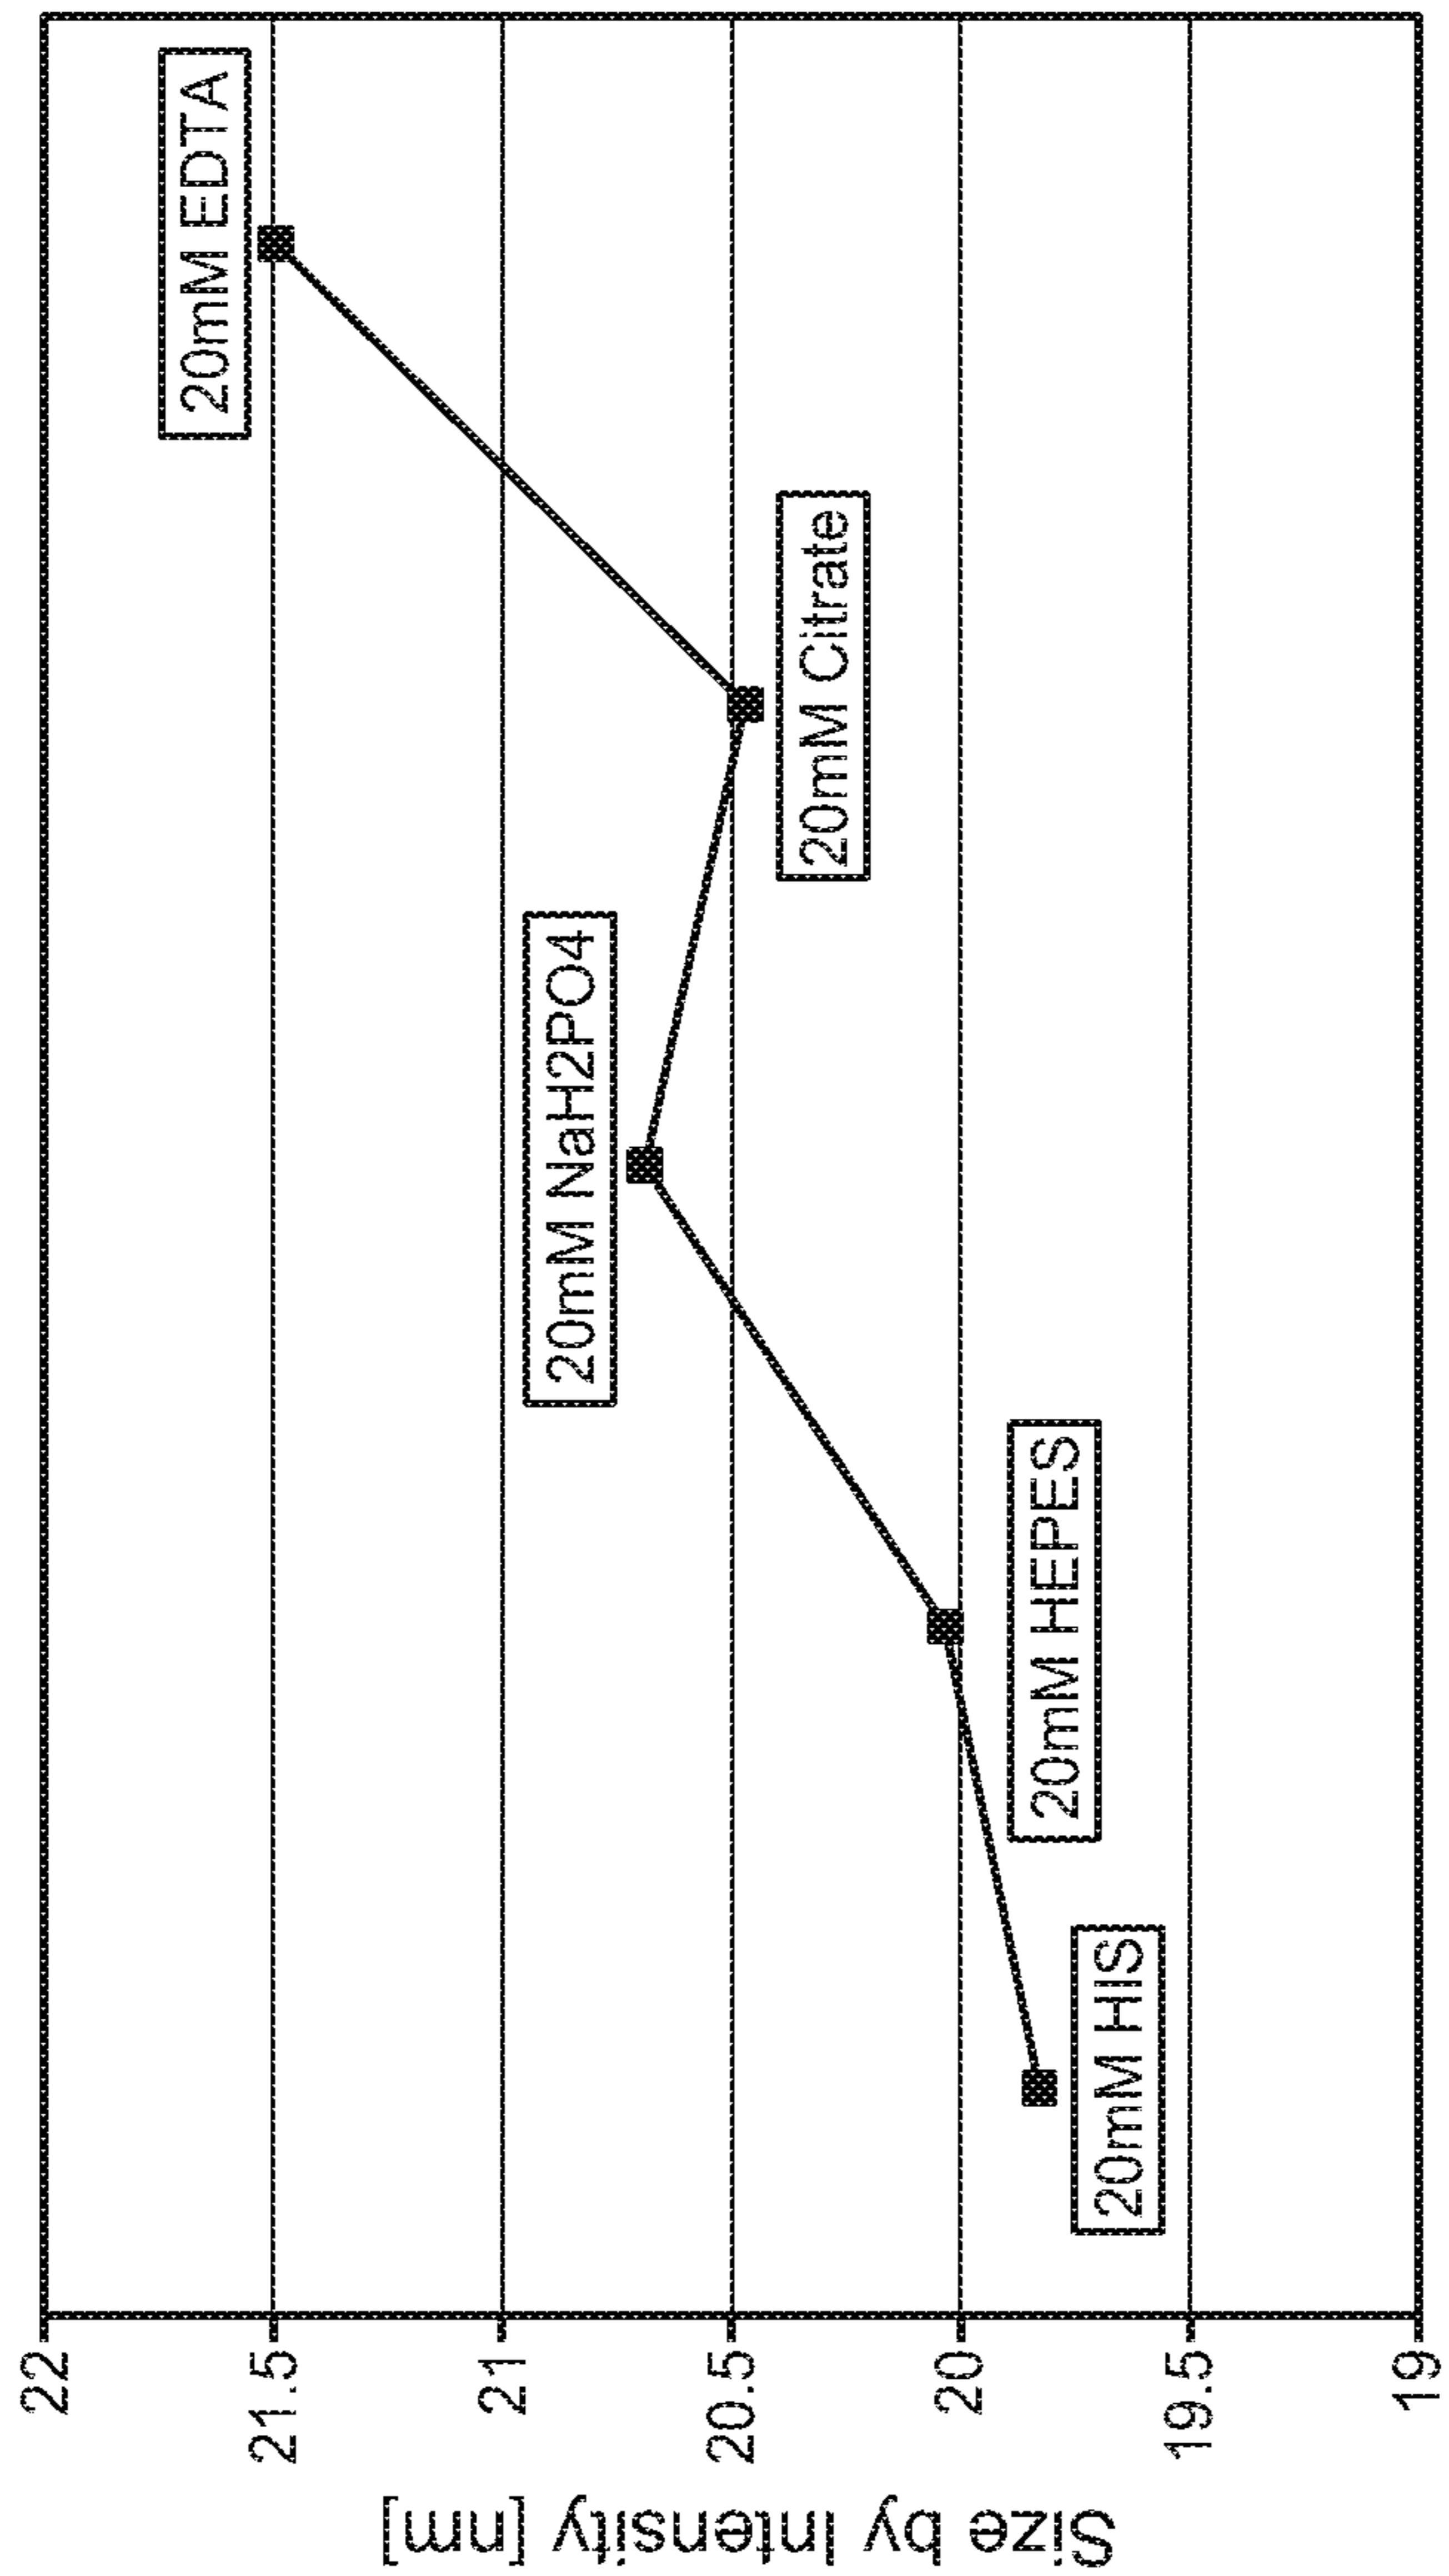 Size by Intensity [nm]
22
21.5
21
20.5
20
19.5
19
20mM HIS
20mM HEPES
20mM NaH2PO4
20mM Citrate
20mM EDTA